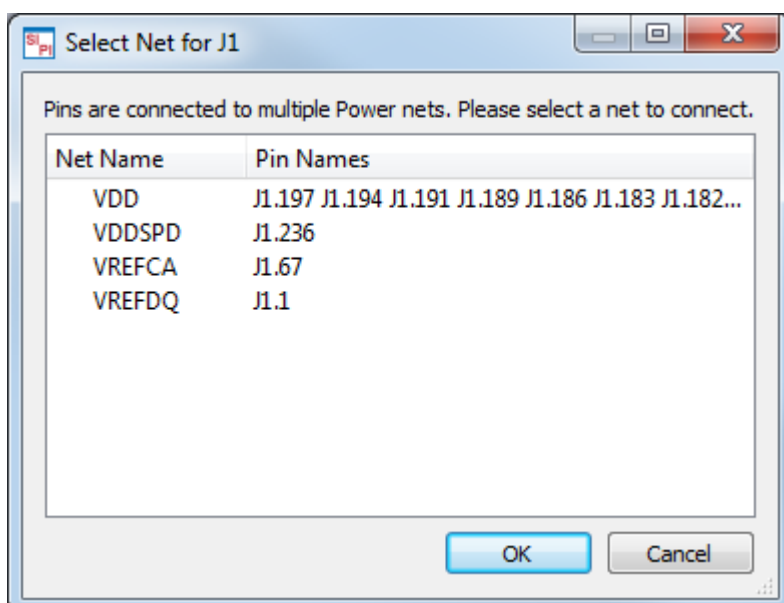 SI PI Select Net for J1
Pins are connected to multiple Power nets. Please select a net to connect.
Net Name Pin Names
VDD J1.197 J1.194 J1.191 J1.189 J1.186 J1.183 J1.182...
VDDSPD J1.236
VREFCA J1.67
VREFDQ J1.1
OK Cancel